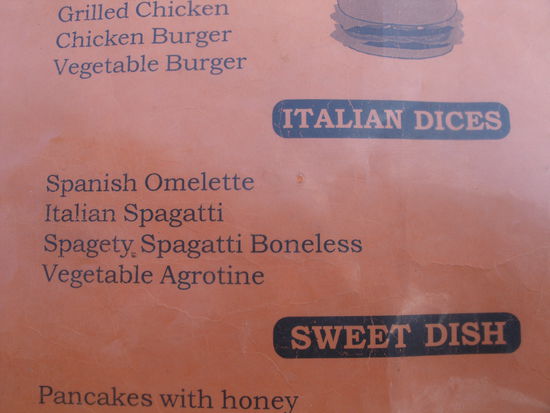 Grilled Chicken
Chicken Burger
Vegetable Burger
ITALIAN DICES
Spanish Omelette
Italian Spagatti
Spagety Spagatti Boneless
Vegetable Agrotine
SWEET DISH
Pancakes with honey